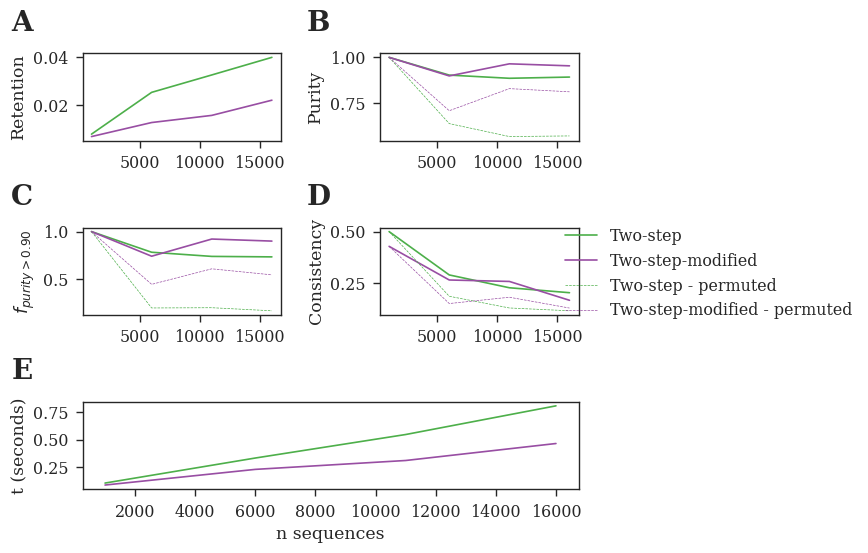 A
Retention
0.04
0.02
5000 10000 15000
B
Purity
1.00
0.75
5000 10000 15000
C
f_{purity > 0.90}
1.0
0.5
5000 10000 15000
D
Consistency
0.50
0.25
5000 10000 15000
Two-step
Two-step-modified
Two-step - permuted
Two-step-modified - permuted
E
t (seconds)
0.75
0.50
0.25
2000 4000 6000 8000 10000 12000 14000 16000
n sequences